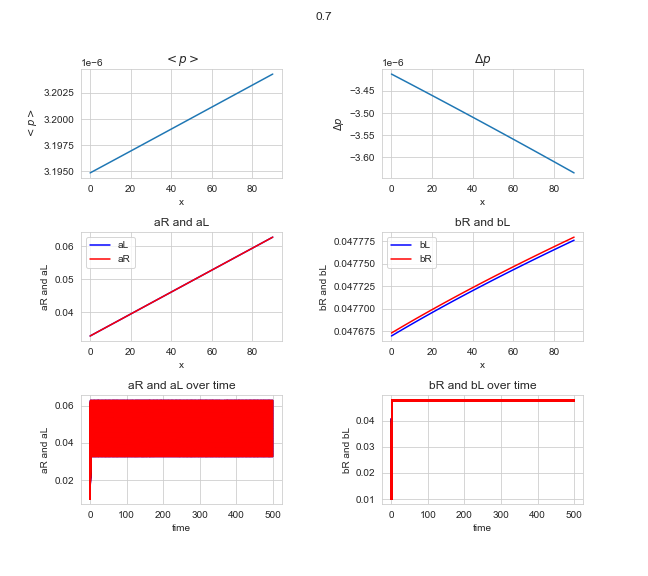 0.7
< p >
1e−6
3.2025
3.2000
3.1975
3.1950
< p >
0 20 40 60 80
x
Δp
1e−6
−3.45
−3.50
−3.55
−3.60
Δp
0 20 40 60 80
x
aR and aL
aL
aR
0.06
0.05
0.04
aR and aL
0 20 40 60 80
x
bR and bL
bL
bR
0.047775
0.047750
0.047725
0.047700
0.047675
bR and bL
0 20 40 60 80
x
aR and aL over time
0.06
0.04
0.02
aR and aL
0 100 200 300 400 500
time
bR and bL over time
0.04
0.03
0.02
0.01
bR and bL
0 100 200 300 400 500
time